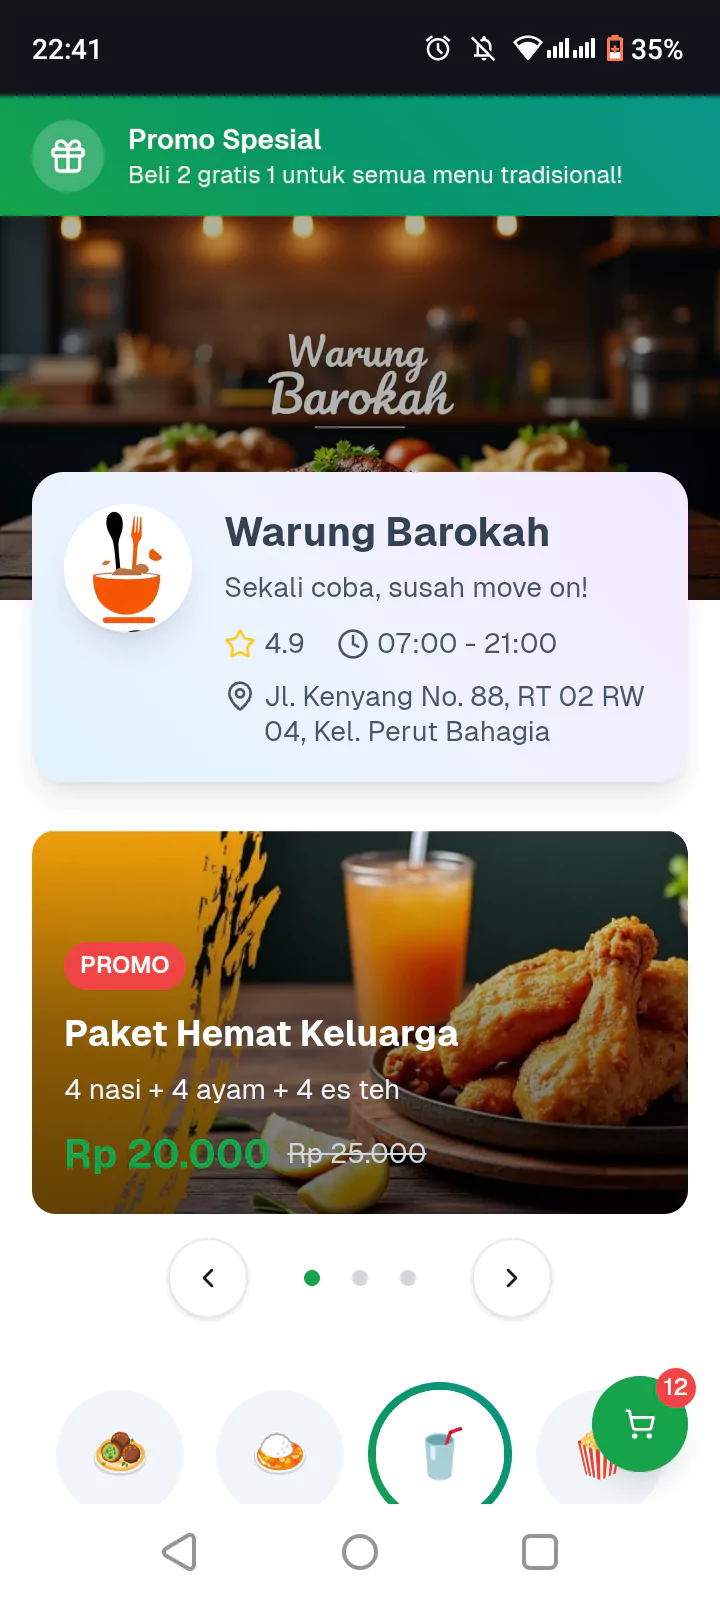 22:41
35%
Promo Spesial
Beli 2 gratis 1 untuk semua menu tradisional!
Warung
Barokah
Warung Barokah
Sekali coba, susah move on!
4.9 07:00 - 21:00
Jl. Kenyang No. 88, RT 02 RW
04, Kel. Perut Bahagia
PROMO
Paket Hemat Keluarga
4 nasi + 4 ayam + 4 es teh
Rp 20.000 Rp 25.000
12